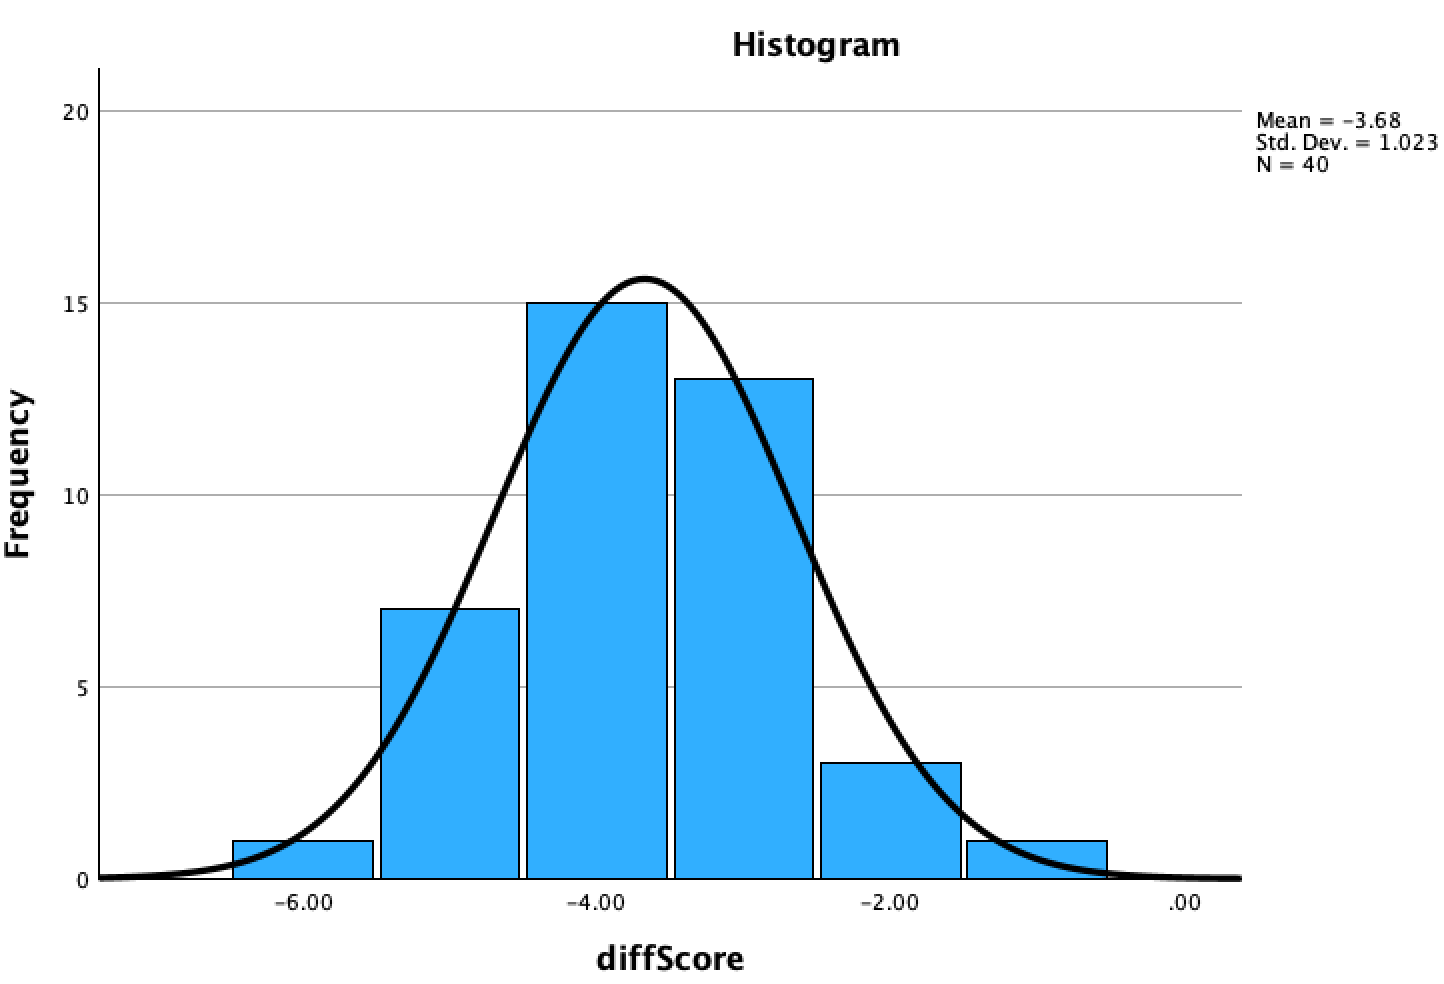 Histogram
Mean = –3.68
Std. Dev. = 1.023
N = 40
Frequency
20
15
10
5
0
–6.00
–4.00
–2.00
.00
diffScore